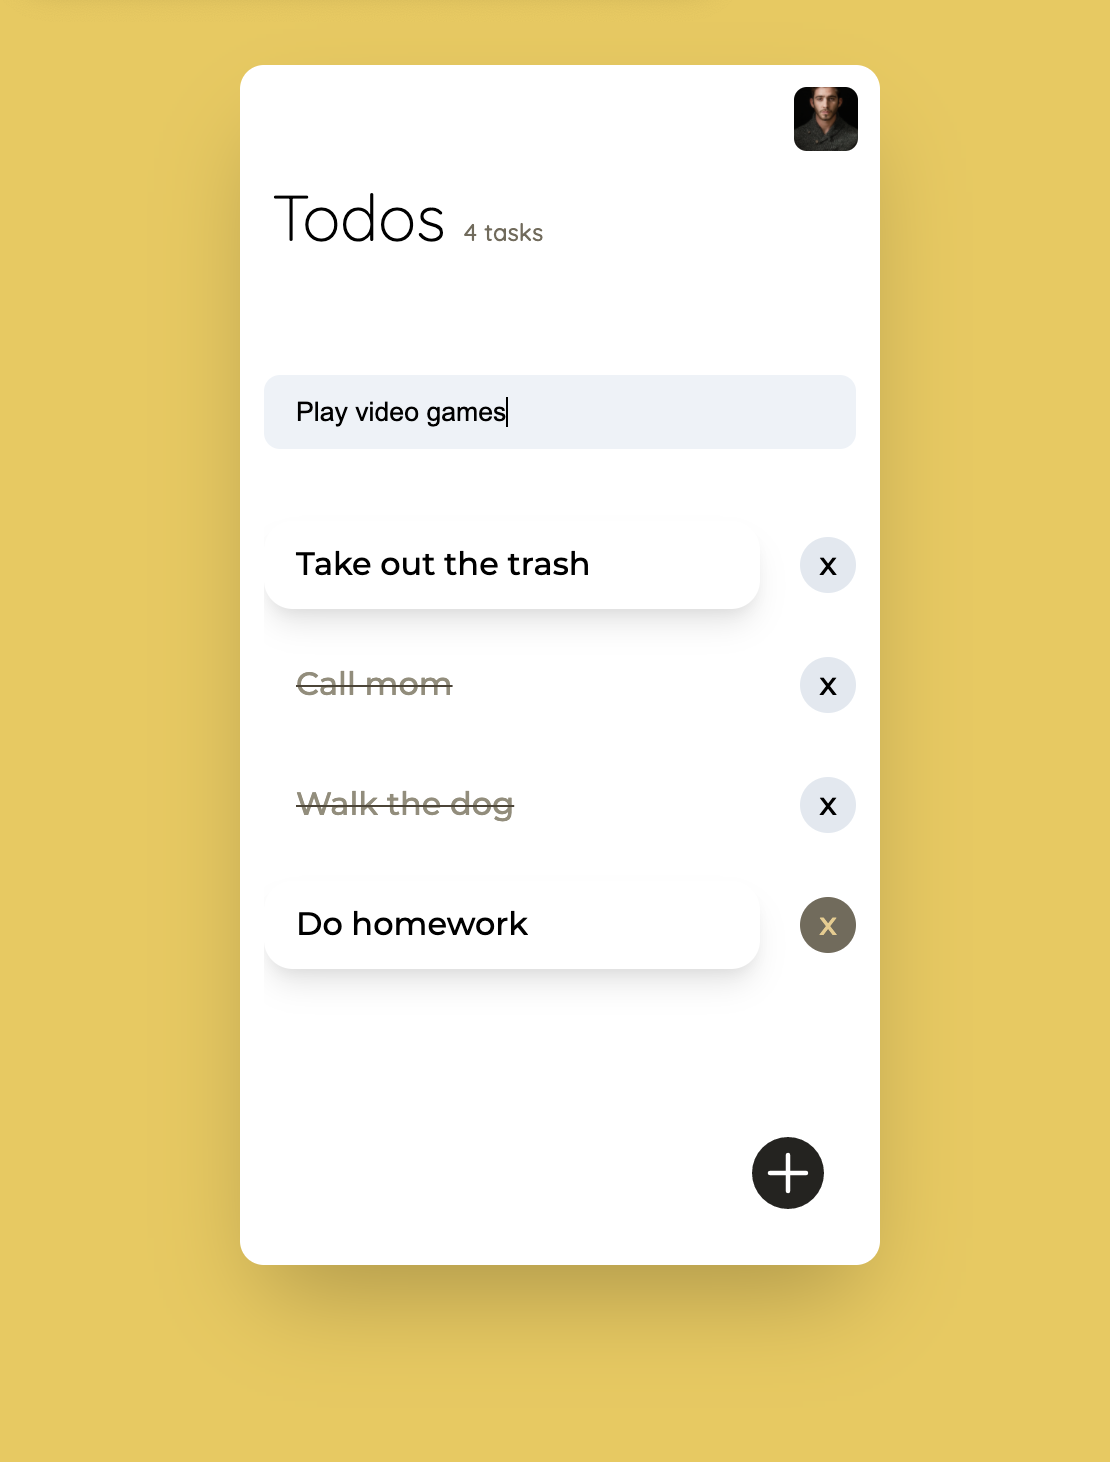 Todos 4 tasks
Play video games
Take out the trash x
Call mom x
Walk the dog x
Do homework x